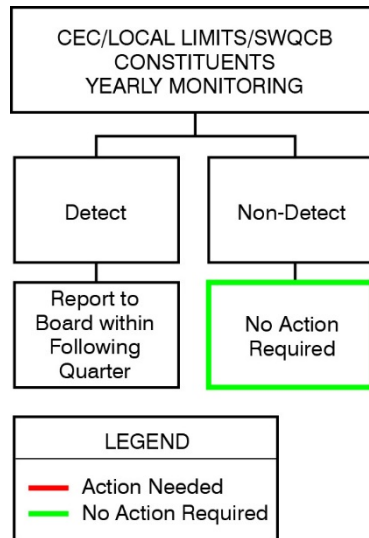 CEC/LOCAL LIMITS/SWQCB
CONSTITUENTS
YEARLY MONITORING
Detect
Non-Detect
Report to
Board within
Following
Quarter
No Action
Required
LEGEND
Action Needed
No Action Required